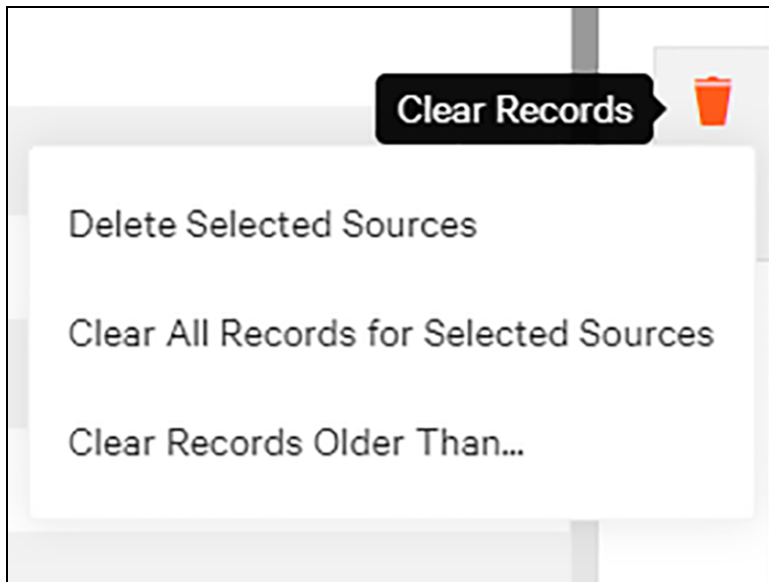 Clear Records
Delete Selected Sources
Clear All Records for Selected Sources
Clear Records Older Than...